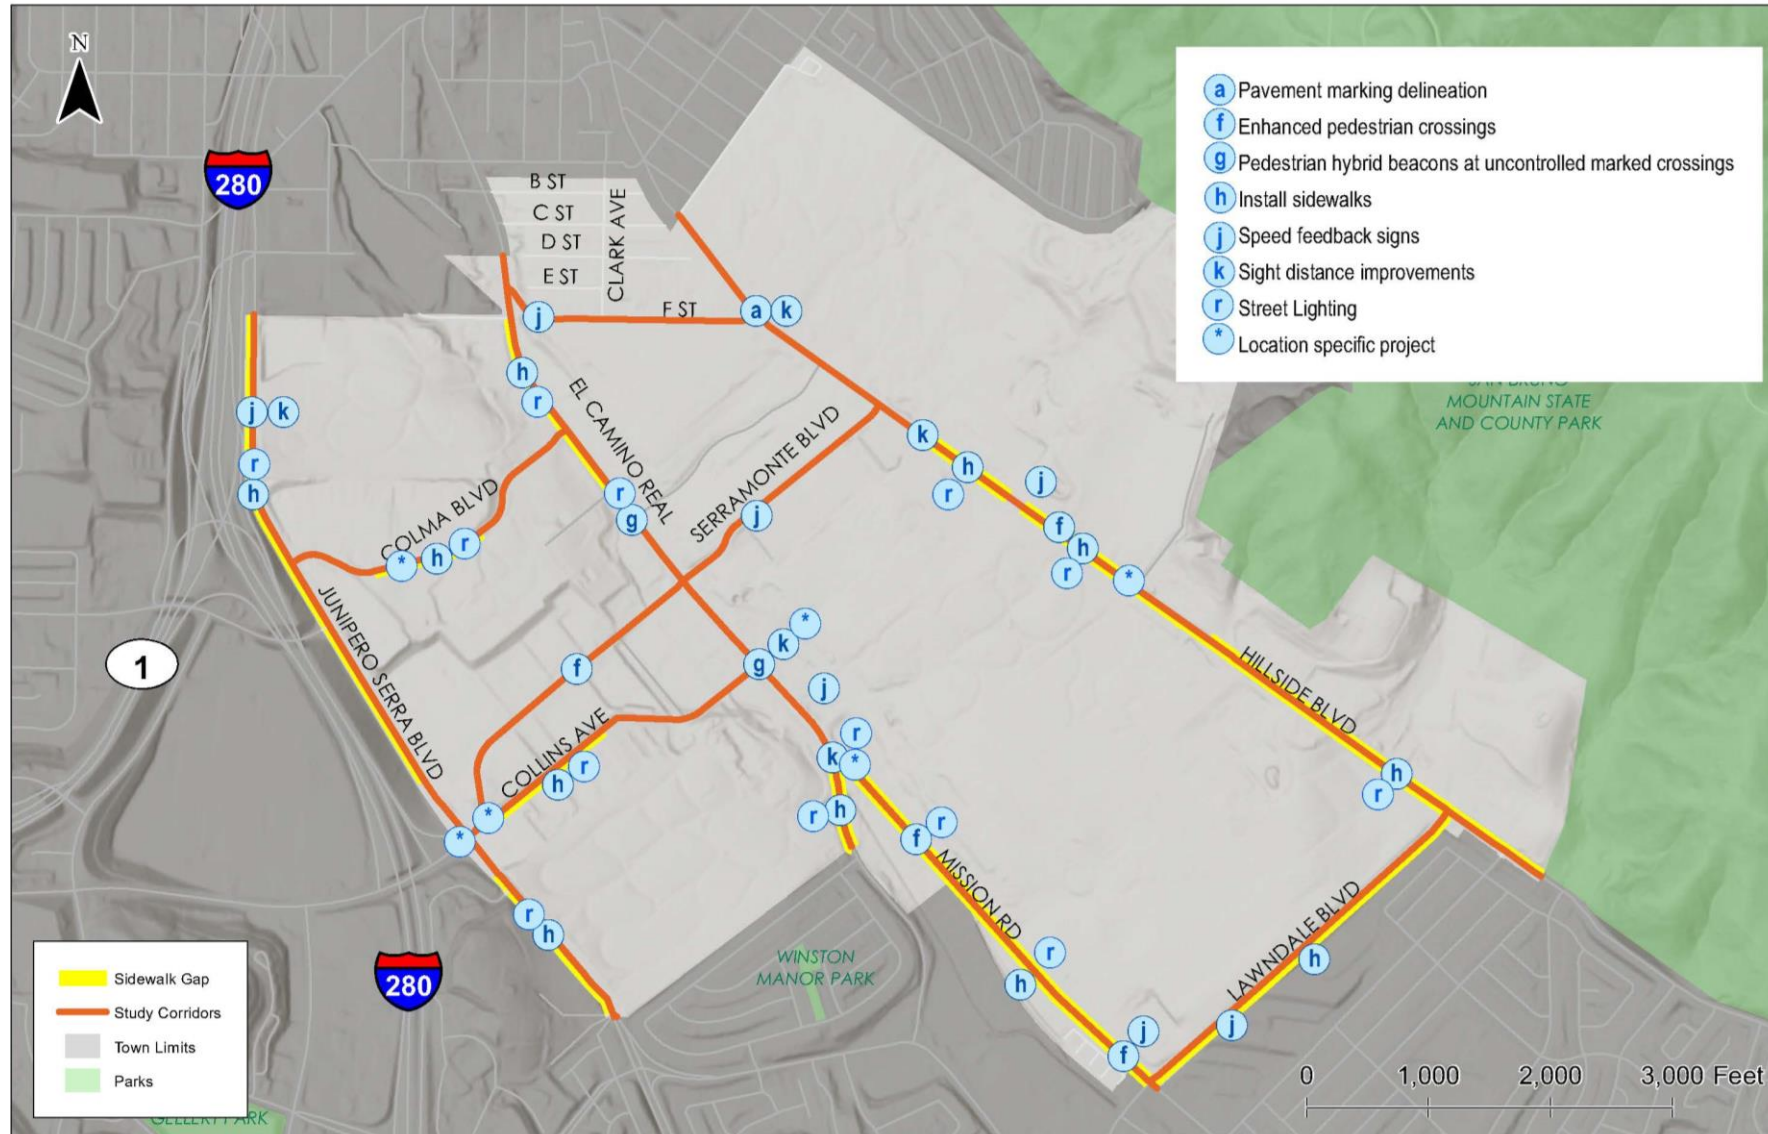 N
280
B ST
C ST
D ST
E ST
CLARK AVE
F ST
j
a
k
h
r
EL CAMINO REAL
j
k
r
h
COLMA BLVD
*
h
r
r
g
SERRAMONTE BLVD
j
k
h
r
j
f
h
r
*
1
JUNIPERO SERRA BLVD
f
g
k
*
j
COLLINS AVE
h
r
*
*
r
k
*
r
h
HILLSIDE BLVD
h
r
f
r
MISSION RD
r
h
r
h
LAWNDALE BLVD
h
j
j
f
280
WINSTON
MANOR PARK
SAN BRUNO
MOUNTAIN STATE
AND COUNTY PARK
a Pavement marking delineation
f Enhanced pedestrian crossings
g Pedestrian hybrid beacons at uncontrolled marked crossings
h Install sidewalks
j Speed feedback signs
k Sight distance improvements
r Street Lighting
* Location specific project
Sidewalk Gap
Study Corridors
Town Limits
Parks
GELLERT PARK
0 1,000 2,000 3,000 Feet